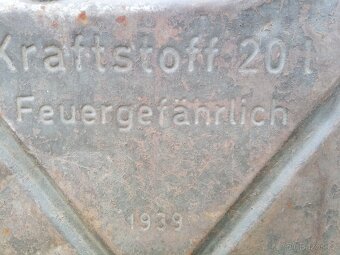 Kraftstoff 20 l
Feuergefährlich
1939